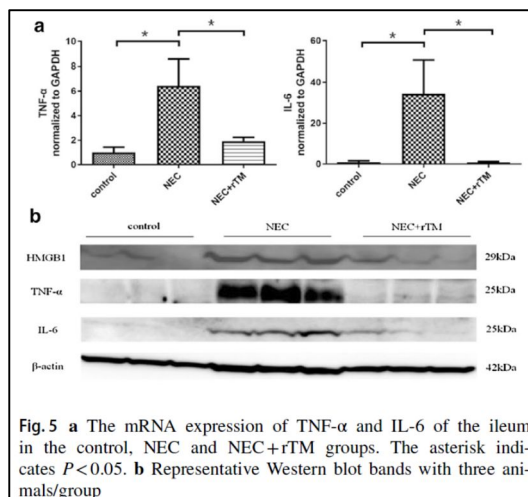 a
* *
TNF-α
normalized to GAPDH
10
8
6
4
2
0
control
NEC
NEC+rTM
* *
IL-6
normalized to GAPDH
60
40
20
0
control
NEC
NEC+rTM
b
control NEC NEC+rTM
HMGB1 29kDa
TNF-α 25kDa
IL-6 25kDa
β-actin 42kDa
Fig. 5 a The mRNA expression of TNF-α and IL-6 of the ileum
in the control, NEC and NEC+rTM groups. The asterisk indi-
cates P<0.05. b Representative Western blot bands with three ani-
mals/group